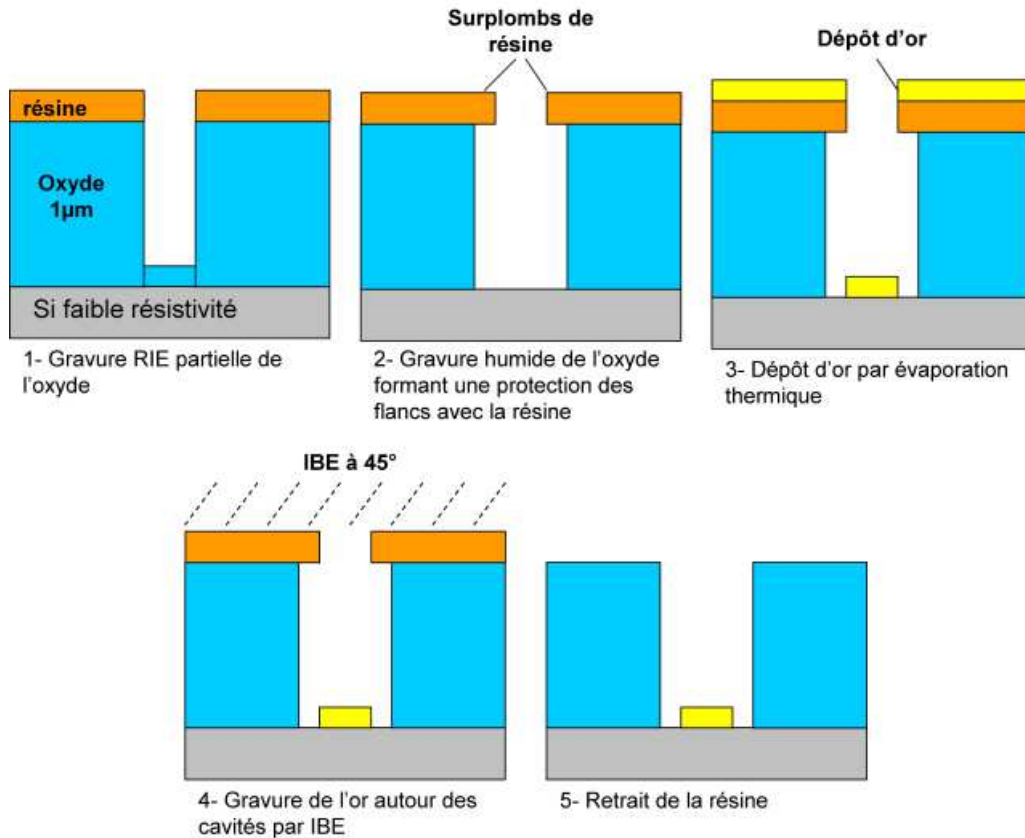 Surplombs de
résine
Dépôt d'or
résine
Oxyde
1µm
Si faible résistivité
1- Gravure RIE partielle de
l'oxyde
2- Gravure humide de l'oxyde
formant une protection des
flancs avec la résine
3- Dépôt d'or par évaporation
thermique
IBE à 45°
4- Gravure de l'or autour des
cavités par IBE
5- Retrait de la résine